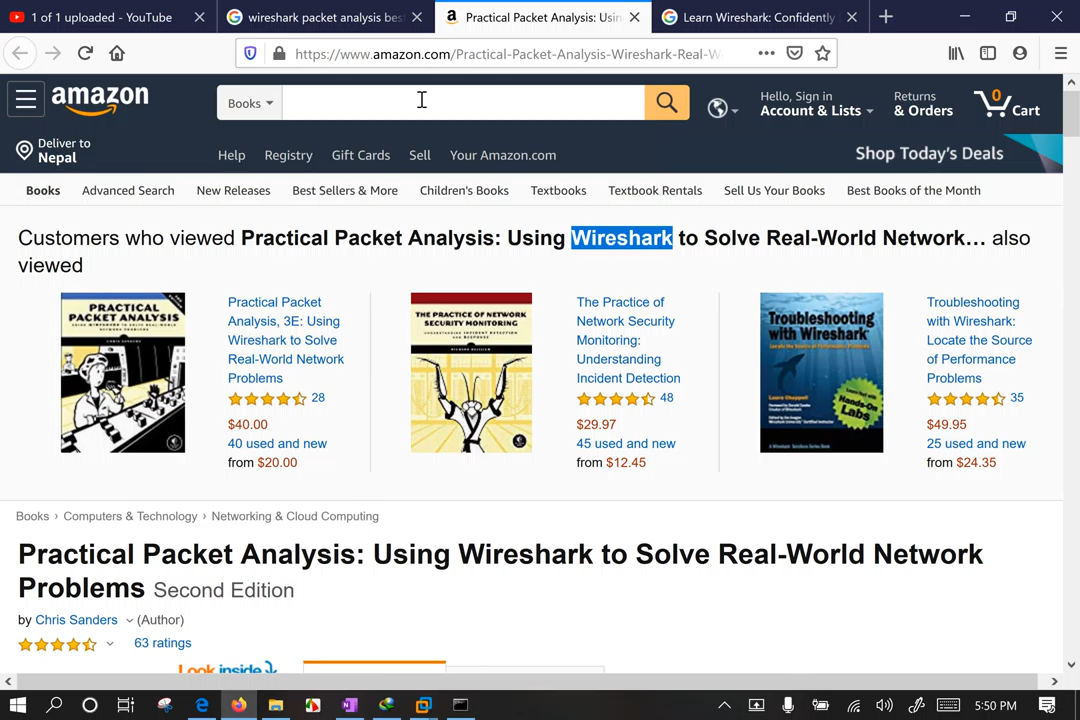 1 of 1 uploaded - YouTube
wireshark packet analysis bes
Practical Packet Analysis: Usin
Learn Wireshark: Confidently
https://www.amazon.com/Practical-Packet-Analysis-Wireshark-Real-W
amazon
Books
Hello, Sign in
Account & Lists
Returns
& Orders
0
Cart
Deliver to
Nepal
Help
Registry
Gift Cards
Sell
Your Amazon.com
Shop Today's Deals
Books
Advanced Search
New Releases
Best Sellers & More
Children's Books
Textbooks
Textbook Rentals
Sell Us Your Books
Best Books of the Month
Customers who viewed Practical Packet Analysis: Using Wireshark to Solve Real-World Network… also
viewed
PRACTICAL
PACKET ANALYSIS
CHRIS SANDERS
Practical Packet
Analysis, 3E: Using
Wireshark to Solve
Real-World Network
Problems
28
$40.00
40 used and new
from $20.00
THE PRACTICE OF NETWORK
SECURITY MONITORING
RICHARD BEJTLICH
The Practice of
Network Security
Monitoring:
Understanding
Incident Detection
48
$29.97
45 used and new
from $12.45
Troubleshooting
with Wireshark
Laura Chappell
Hands-On
Labs
Troubleshooting
with Wireshark:
Locate the Source
of Performance
Problems
35
$49.95
25 used and new
from $24.35
Books › Computers & Technology › Networking & Cloud Computing
Practical Packet Analysis: Using Wireshark to Solve Real-World Network
Problems Second Edition
by Chris Sanders (Author)
63 ratings
Look inside
5:50 PM